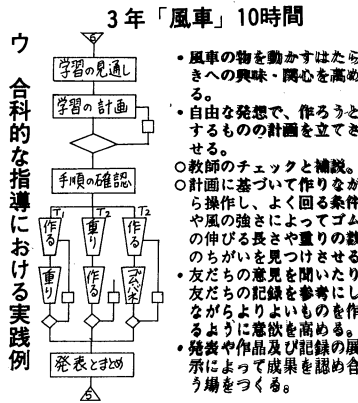 3年「風車」10時間
ウ 合科的な指導における実践例
6
学習の見通し
学習の計画
手順の確認
T1 T2 T2
作る 重り 作る
重り 作る ゴムバネ
発表とまとめ
5
・風車の物を動かすはたら
きへの興味・関心を高め
る。
・自由な発想で、作ろうと
するものの計画を立てさ
せる。
○教師のチェックと補説。
○計画に基づいて作りなが
ら操作し、よく回る条件
や風の強さによってゴム
の伸びる長さや重りの数
のちがいを見つけさせる
・友だちの意見を聞いたり
友だちの記録を参考にし
ながらよりよいものを作
るように意欲を高める。
・発表や作品及び記録の展
示によって成果を認め合
う場をつくる。